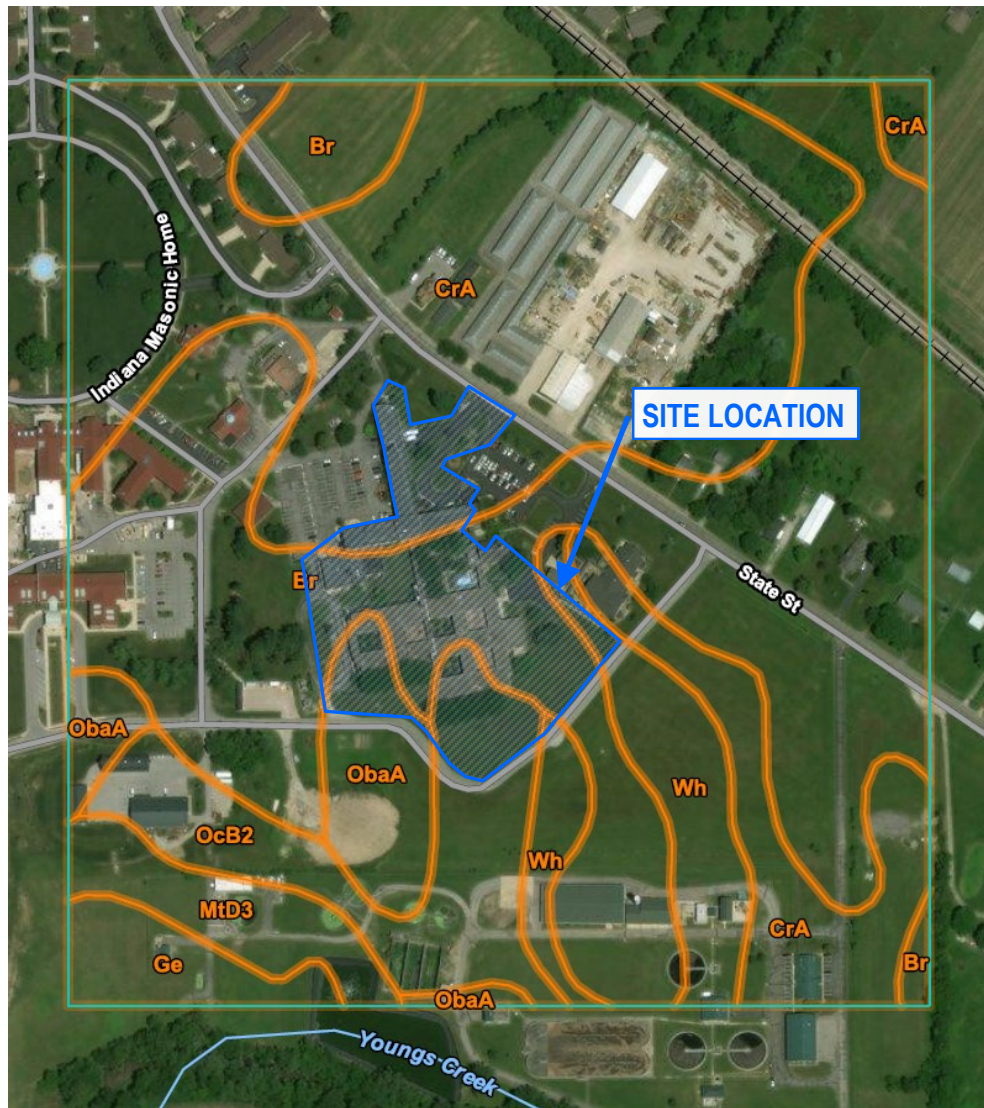 Br
CrA
Indiana Masonic Home
CrA
SITE LOCATION
Br
State St
ObaA
ObaA
Wh
OcB2
Wh
MtD3
CrA
Ge
Br
ObaA
Youngs Creek